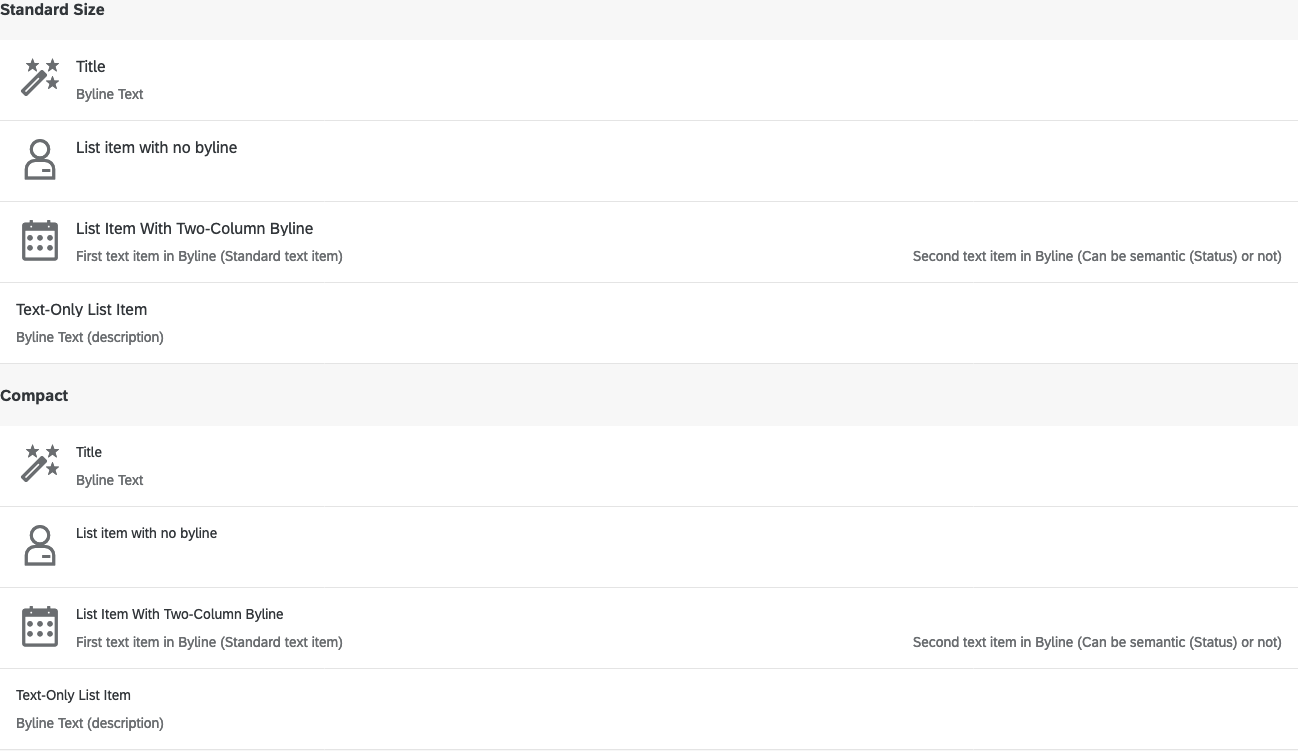 Standard Size
Title
Byline Text
List item with no byline
List Item With Two-Column Byline
First text item in Byline (Standard text item) Second text item in Byline (Can be semantic (Status) or not)
Text-Only List Item
Byline Text (description)
Compact
Title
Byline Text
List item with no byline
List Item With Two-Column Byline
First text item in Byline (Standard text item) Second text item in Byline (Can be semantic (Status) or not)
Text-Only List Item
Byline Text (description)